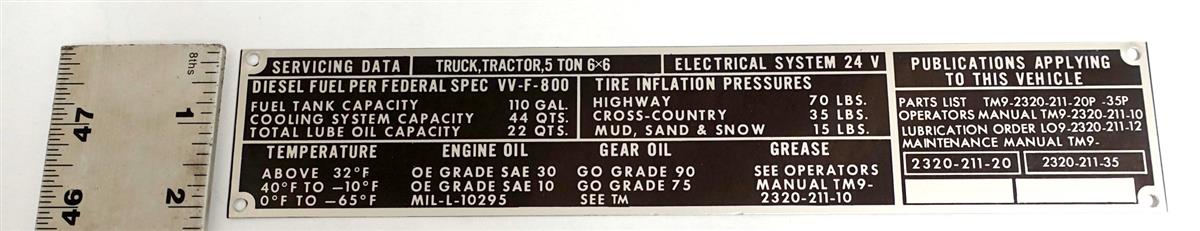 8ths
1
2
47
46
SERVICING DATA TRUCK,TRACTOR,5 TON 6×6 ELECTRICAL SYSTEM 24 V
DIESEL FUEL PER FEDERAL SPEC VV-F-800
FUEL TANK CAPACITY 110 GAL.
COOLING SYSTEM CAPACITY 44 QTS.
TOTAL LUBE OIL CAPACITY 22 QTS.
TIRE INFLATION PRESSURES
HIGHWAY 70 LBS.
CROSS-COUNTRY 35 LBS.
MUD, SAND & SNOW 15 LBS.
TEMPERATURE ENGINE OIL GEAR OIL GREASE
ABOVE 32°F OE GRADE SAE 30 GO GRADE 90 SEE OPERATORS
40°F TO -10°F OE GRADE SAE 10 GO GRADE 75 MANUAL TM9-
0°F TO -65°F MIL-L-10295 SEE TM 2320-211-10
PUBLICATIONS APPLYING
TO THIS VEHICLE
PARTS LIST TM9-2320-211-20P -35P
OPERATORS MANUAL TM9-2320-211-10
LUBRICATION ORDER LO9-2320-211-12
MAINTENANCE MANUAL TM9-
2320-211-20 2320-211-35